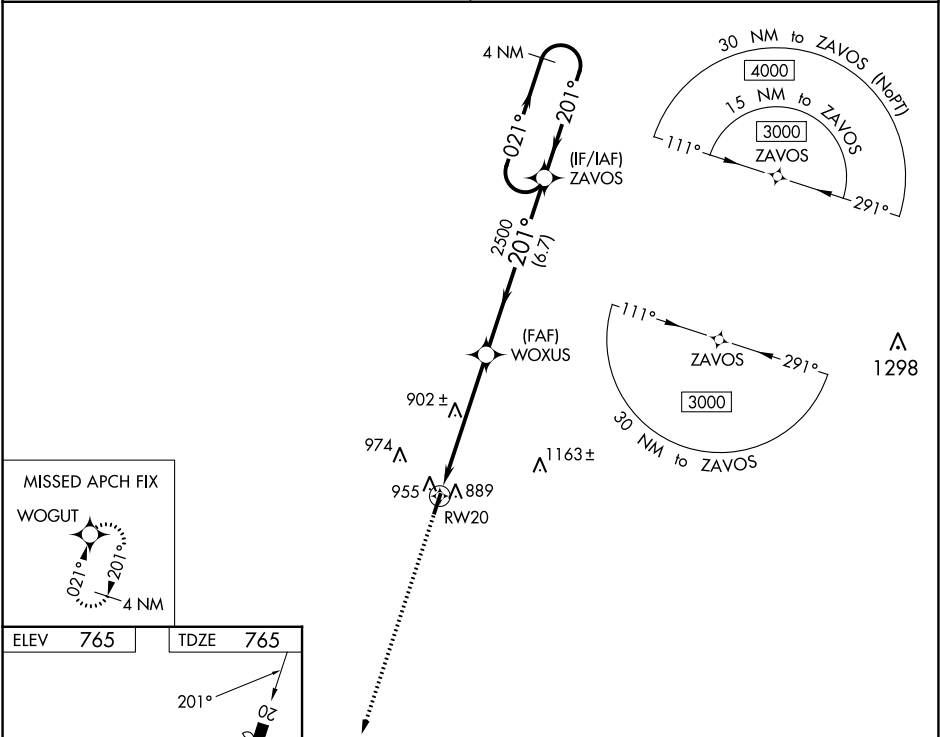 4 NM
021°
201°
(IF/IAF)
ZAVOS
2500
201°
(6.7)
(FAF)
WOXUS
902 ±
974
955
889
RW20
1163 ±
1298
30 NM to ZAVOS (NoPT)
4000
15 NM to ZAVOS
3000
ZAVOS
111°
291°
111°
ZAVOS
291°
3000
30 NM to ZAVOS
MISSED APCH FIX
WOGUT
021°
201°
4 NM
ELEV 765
TDZE 765
201°
20